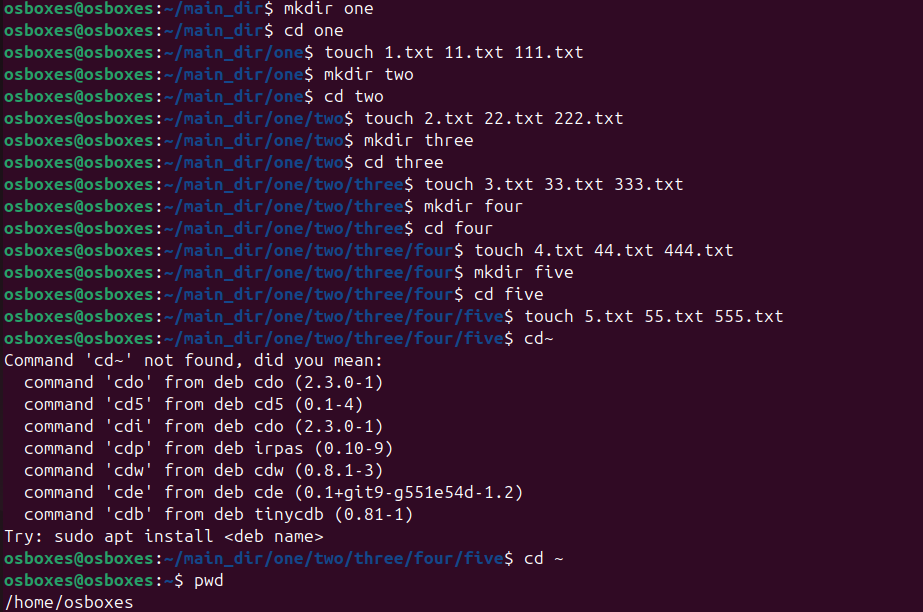 osboxes@osboxes:~/main_dir$ mkdir one
osboxes@osboxes:~/main_dir$ cd one
osboxes@osboxes:~/main_dir/one$ touch 1.txt 11.txt 111.txt
osboxes@osboxes:~/main_dir/one$ mkdir two
osboxes@osboxes:~/main_dir/one$ cd two
osboxes@osboxes:~/main_dir/one/two$ touch 2.txt 22.txt 222.txt
osboxes@osboxes:~/main_dir/one/two$ mkdir three
osboxes@osboxes:~/main_dir/one/two$ cd three
osboxes@osboxes:~/main_dir/one/two/three$ touch 3.txt 33.txt 333.txt
osboxes@osboxes:~/main_dir/one/two/three$ mkdir four
osboxes@osboxes:~/main_dir/one/two/three$ cd four
osboxes@osboxes:~/main_dir/one/two/three/four$ touch 4.txt 44.txt 444.txt
osboxes@osboxes:~/main_dir/one/two/three/four$ mkdir five
osboxes@osboxes:~/main_dir/one/two/three/four$ cd five
osboxes@osboxes:~/main_dir/one/two/three/four/five$ touch 5.txt 55.txt 555.txt
osboxes@osboxes:~/main_dir/one/two/three/four/five$ cd~
Command 'cd~' not found, did you mean:
  command 'cdo' from deb cdo (2.3.0-1)
  command 'cd5' from deb cd5 (0.1-4)
  command 'cdi' from deb cdo (2.3.0-1)
  command 'cdp' from deb irpas (0.10-9)
  command 'cdw' from deb cdw (0.8.1-3)
  command 'cde' from deb cde (0.1+git9-g551e54d-1.2)
  command 'cdb' from deb tinycdb (0.81-1)
Try: sudo apt install <deb name>
osboxes@osboxes:~/main_dir/one/two/three/four/five$ cd ~
osboxes@osboxes:~$ pwd
/home/osboxes